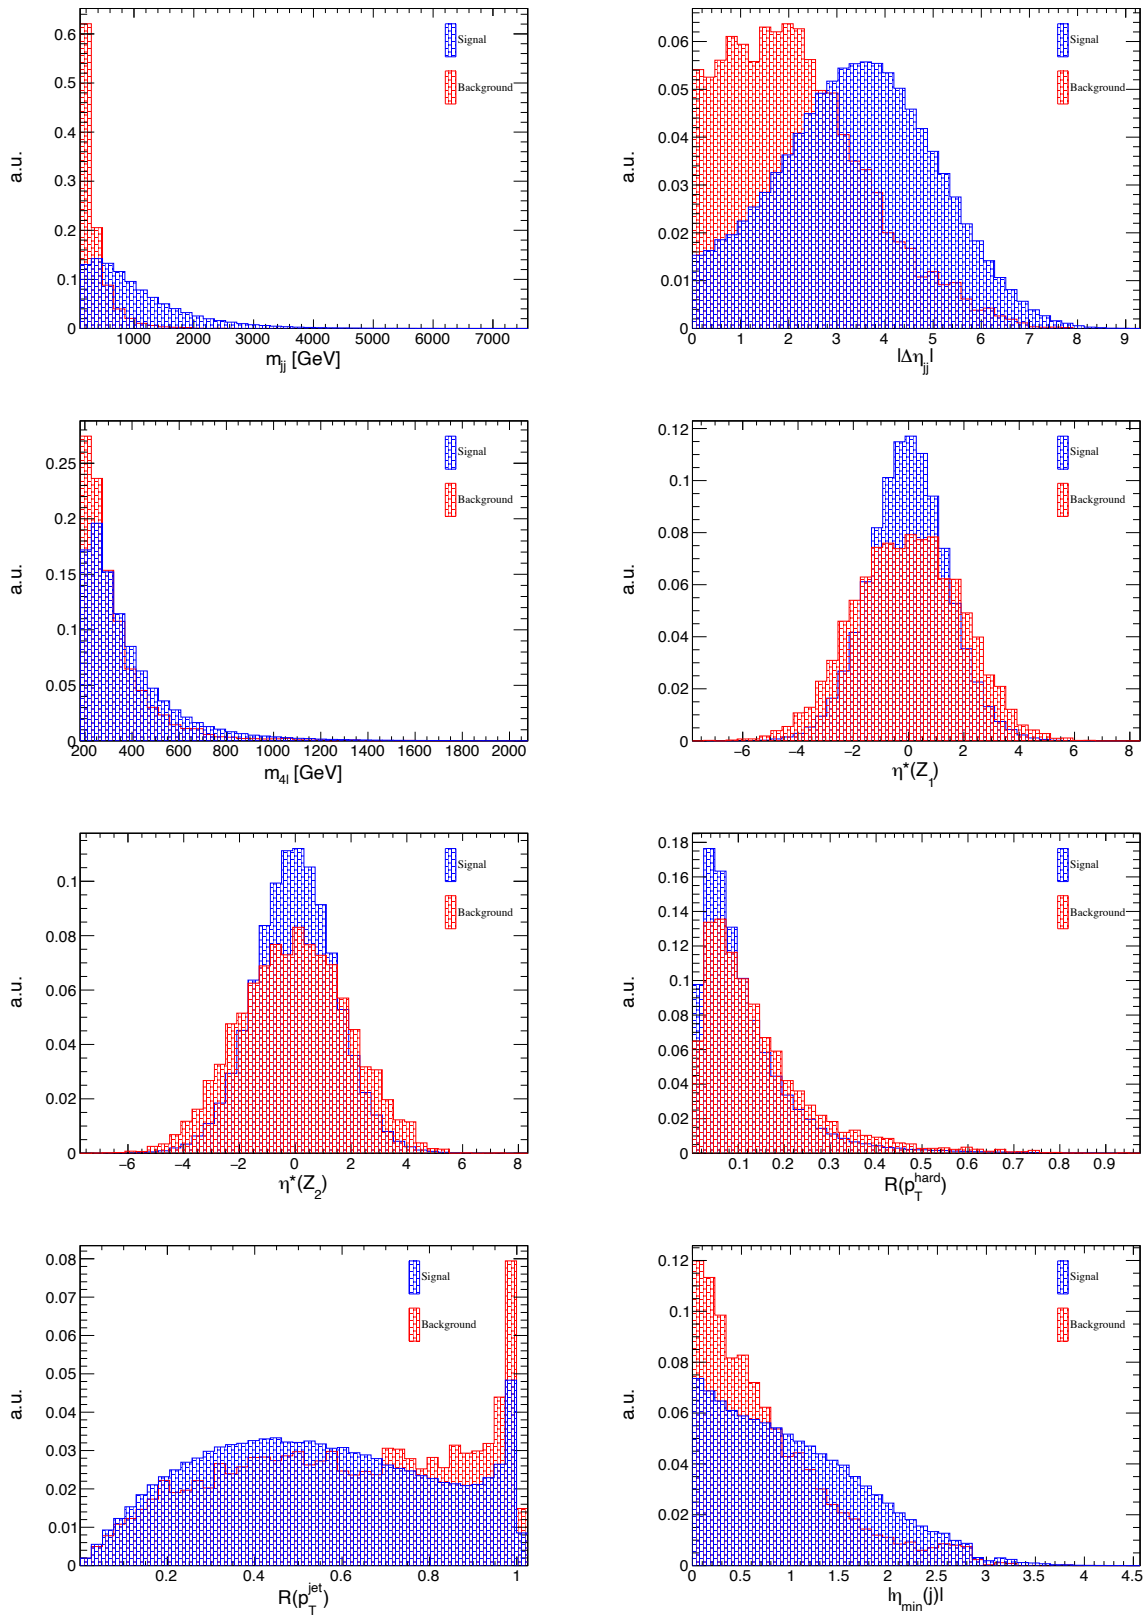 0.6
0.5
0.4
0.3
0.2
0.1
0
a.u.
Signal
Background
1000 2000 3000 4000 5000 6000 7000
m_jj [GeV]
0.06
0.05
0.04
0.03
0.02
0.01
0
a.u.
Signal
Background
0 1 2 3 4 5 6 7 8 9
|Δη_jj|
0.25
0.2
0.15
0.1
0.05
0
a.u.
Signal
Background
200 400 600 800 1000 1200 1400 1600 1800 2000
m_4l [GeV]
0.12
0.1
0.08
0.06
0.04
0.02
0
a.u.
Signal
Background
−6 −4 −2 0 2 4 6 8
η*(Z_1)
0.1
0.08
0.06
0.04
0.02
0
a.u.
Signal
Background
−6 −4 −2 0 2 4 6 8
η*(Z_2)
0.18
0.16
0.14
0.12
0.1
0.08
0.06
0.04
0.02
0
a.u.
Signal
Background
0.1 0.2 0.3 0.4 0.5 0.6 0.7 0.8 0.9
R(p_T^hard)
0.08
0.07
0.06
0.05
0.04
0.03
0.02
0.01
0
a.u.
Signal
Background
0.2 0.4 0.6 0.8 1
R(p_T^jet)
0.12
0.1
0.08
0.06
0.04
0.02
0
a.u.
Signal
Background
0 0.5 1 1.5 2 2.5 3 3.5 4 4.5
|η_min(j)|